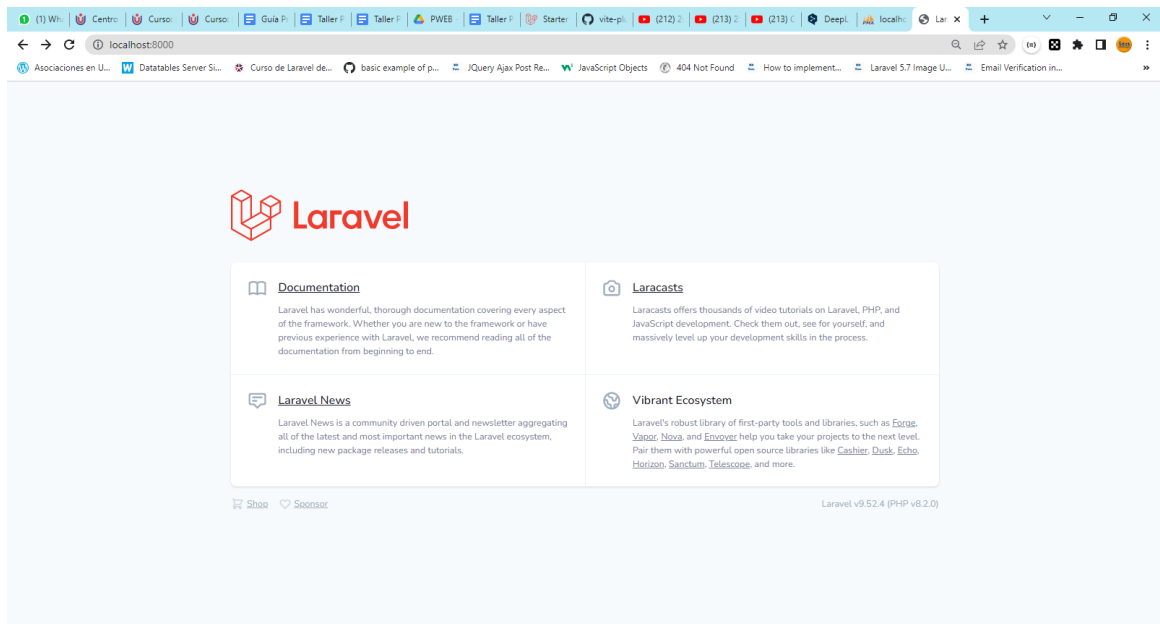 (1) Wh:
Centro
Curso:
Curso:
Guía P
Taller P
Taller P
PWEB -
Taller P
Starter
vite-pl
(212) 2
(213) 2
(213) C
DeepL
localho
Lar
localhost:8000
Asociaciones en U...
Datatables Server Si...
Curso de Laravel de...
basic example of p...
JQuery Ajax Post Re...
JavaScript Objects
404 Not Found
How to implement...
Laravel 5.7 Image U...
Email Verification in...
Laravel
Documentation
Laravel has wonderful, thorough documentation covering every aspect
of the framework. Whether you are new to the framework or have
previous experience with Laravel, we recommend reading all of the
documentation from beginning to end.
Laracasts
Laracasts offers thousands of video tutorials on Laravel, PHP, and
JavaScript development. Check them out, see for yourself, and
massively level up your development skills in the process.
Laravel News
Laravel News is a community driven portal and newsletter aggregating
all of the latest and most important news in the Laravel ecosystem,
including new package releases and tutorials.
Vibrant Ecosystem
Laravel's robust library of first-party tools and libraries, such as Forge,
Vapor, Nova, and Envoyer help you take your projects to the next level.
Pair them with powerful open source libraries like Cashier, Dusk, Echo,
Horizon, Sanctum, Telescope, and more.
Shop
Sponsor
Laravel v9.52.4 (PHP v8.2.0)